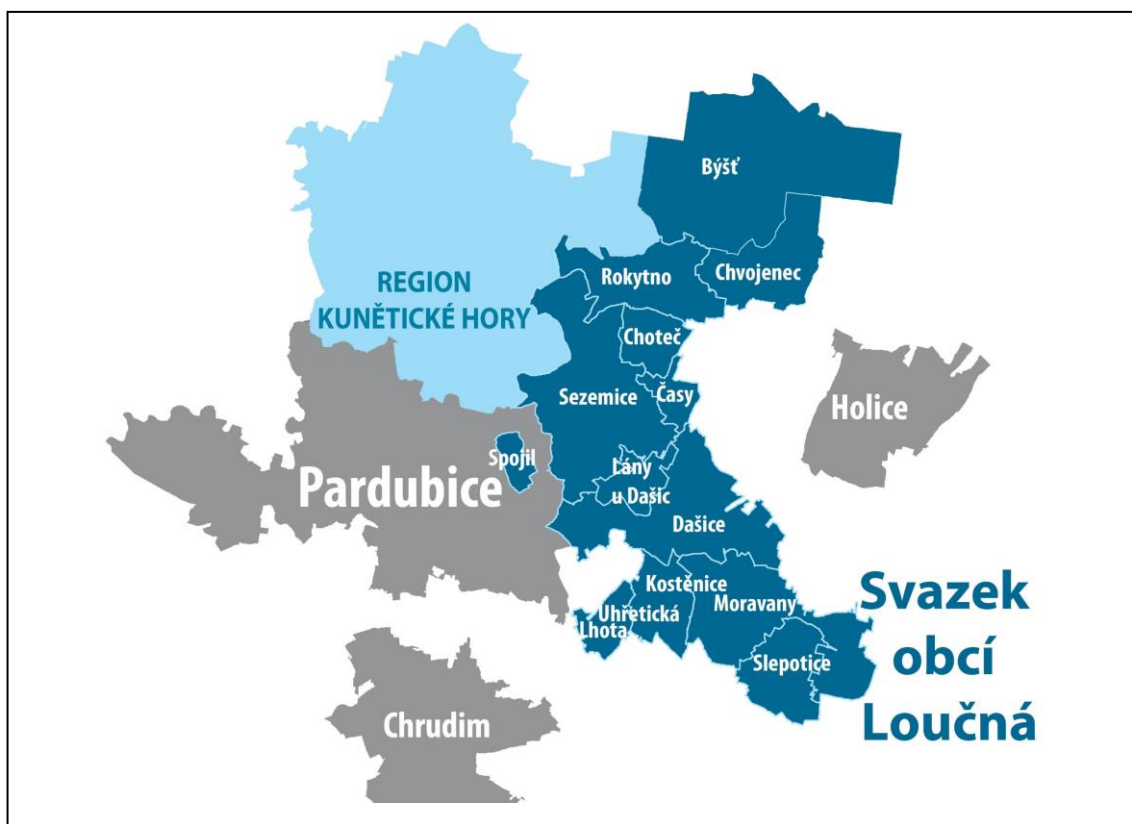 Býšť
REGION
KUNĚTICKÉ HORY
Rokytno
Chvojenec
Choteč
Sezemice
Časy
Holice
Spojil
Pardubice
Lány
u Dašic
Dašice
Kostěnice
Moravany
Uhřetická
Lhota
Slepotice
Svazek
obcí
Loučná
Chrudim